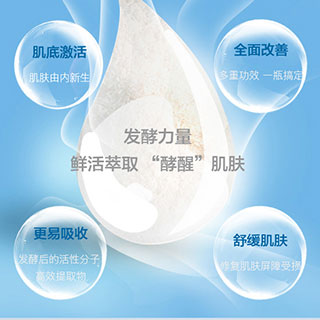 肌底激活
肌肤由内新生
全面改善
多重功效 一瓶搞定
发酵力量
鲜活萃取 “酵醒”肌肤
更易吸收
发酵后的活性分子
高效提取物
舒缓肌肤
修复肌肤屏障受损